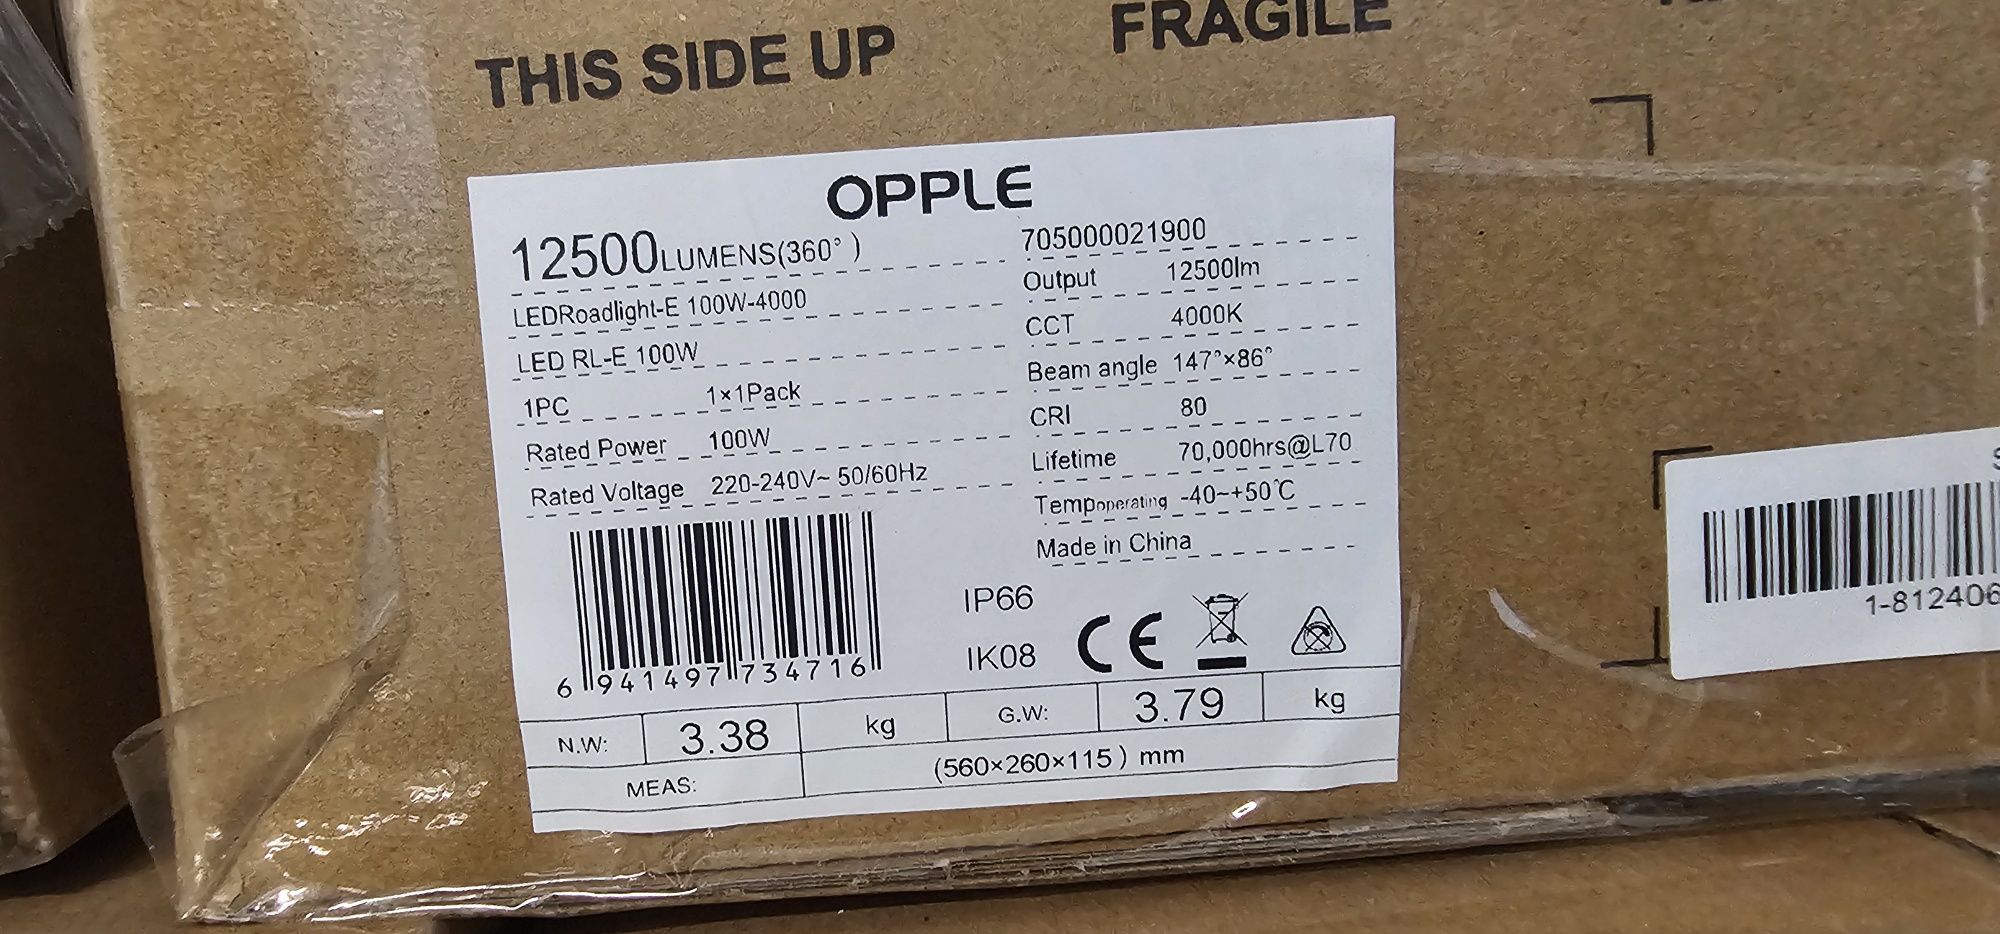 THIS SIDE UP
FRAGILE
OPPLE
12500LUMENS(360°)
LEDRoadlight-E 100W-4000
LED RL-E 100W
1PC 1×1Pack
Rated Power 100W
Rated Voltage 220-240V~ 50/60Hz
705000021900
Output 12500lm
CCT 4000K
Beam angle 147°×86°
CRI 80
Lifetime 70,000hrs@L70
Tempoperating -40~+50℃
Made in China
6 941497 734716
IP66
IK08
CE
N.W: 3.38 kg G.W: 3.79 kg
MEAS: (560×260×115) mm
1-812406